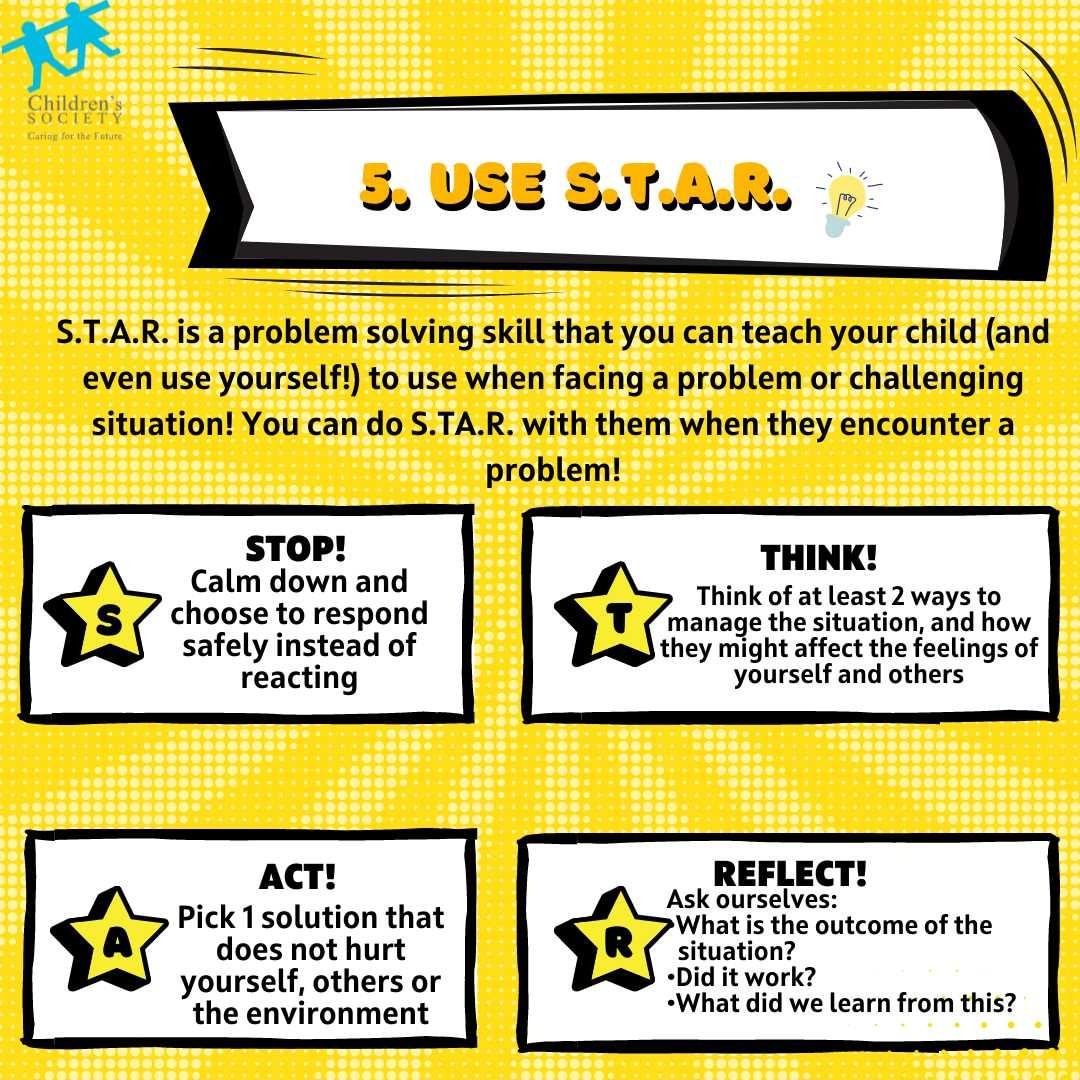 Children's
SOCIETY
Caring for the Future
5. USE S.T.A.R.
S.T.A.R. is a problem solving skill that you can teach your child (and
even use yourself!) to use when facing a problem or challenging
situation! You can do S.TA.R. with them when they encounter a
problem!
STOP!
S
Calm down and
choose to respond
safely instead of
reacting
THINK!
T
Think of at least 2 ways to
manage the situation, and how
they might affect the feelings of
yourself and others
ACT!
A
Pick 1 solution that
does not hurt
yourself, others or
the environment
REFLECT!
R
Ask ourselves:
•What is the outcome of the
situation?
•Did it work?
•What did we learn from this?